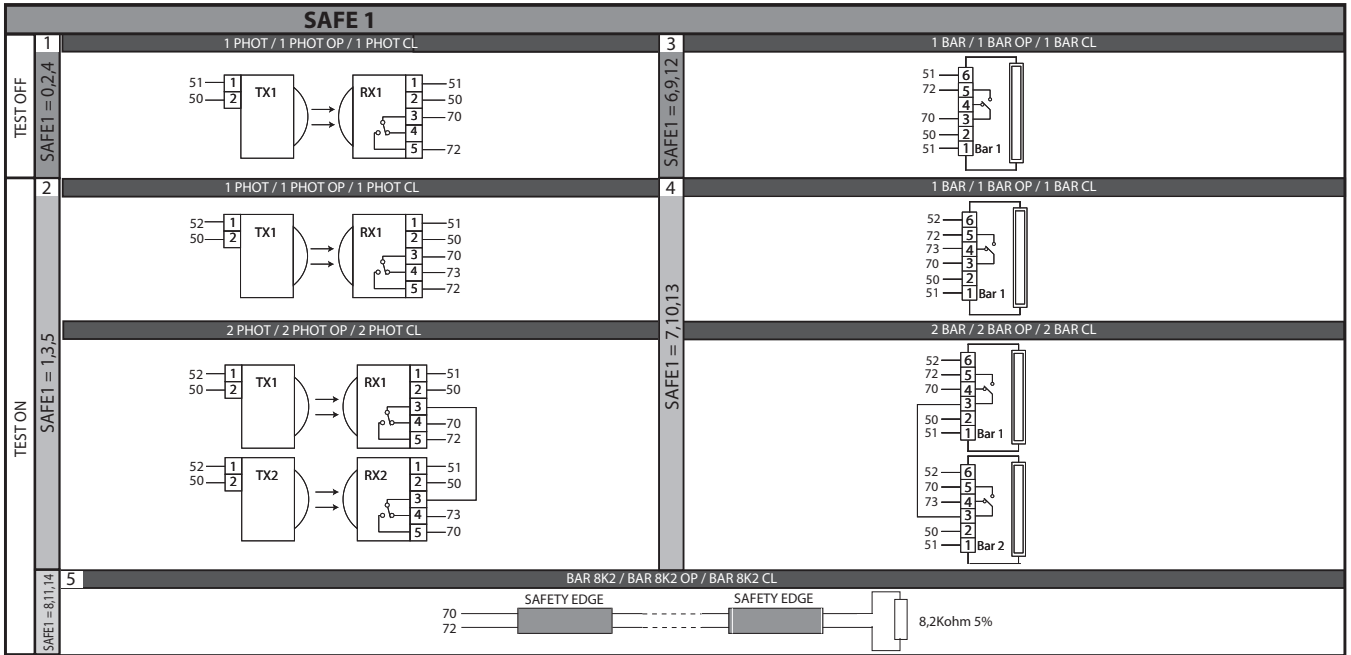 SAFE 1
TEST OFF
1
SAFE1 = 0,2,4
1 PHOT / 1 PHOT OP / 1 PHOT CL
51 1
50 2
TX1
RX1
1 51
2 50
3 70
4
5 72
3
SAFE1 = 6,9,12
1 BAR / 1 BAR OP / 1 BAR CL
51 6
72 5
4
70 3
50 2
51 1 Bar 1
TEST ON
2
SAFE1 = 1,3,5
1 PHOT / 1 PHOT OP / 1 PHOT CL
52 1
50 2
TX1
RX1
1 51
2 50
3 70
4 73
5 72
2 PHOT / 2 PHOT OP / 2 PHOT CL
52 1
50 2
TX1
RX1
1 51
2 50
3
4 70
5 72
52 1
50 2
TX2
RX2
1 51
2 50
3
4 73
5 70
4
SAFE1 = 7,10,13
1 BAR / 1 BAR OP / 1 BAR CL
52 6
72 5
73 4
70 3
50 2
51 1 Bar 1
2 BAR / 2 BAR OP / 2 BAR CL
52 6
72 5
70 4
3
50 2
51 1 Bar 1
52 6
70 5
73 4
3
50 2
51 1 Bar 2
SAFE1 = 8,11,14
5
BAR 8K2 / BAR 8K2 OP / BAR 8K2 CL
70
72
SAFETY EDGE
SAFETY EDGE
8,2Kohm 5%